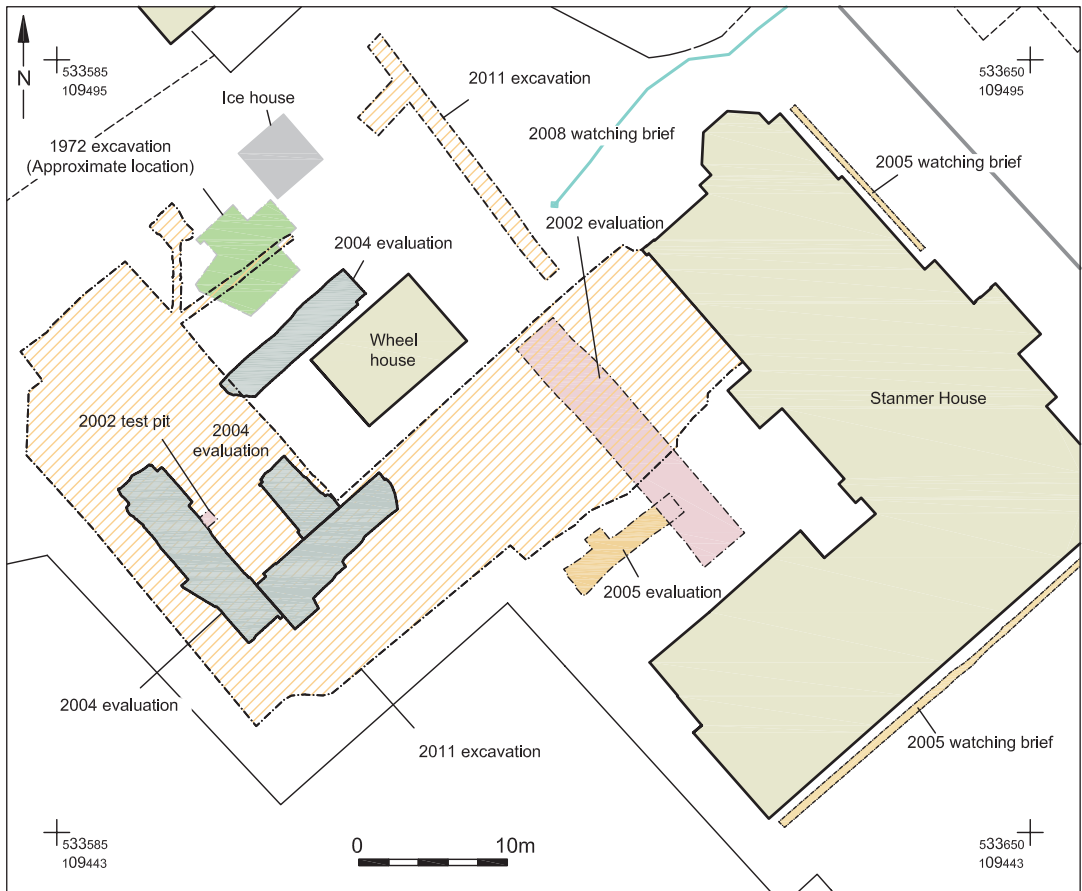 N
533585
109495
2011 excavation
533650
109495
Ice house
1972 excavation
(Approximate location)
2008 watching brief
2005 watching brief
2002 evaluation
2004 evaluation
Wheel
house
Stanmer House
2002 test pit
2004
evaluation
2005 evaluation
2004 evaluation
2011 excavation
2005 watching brief
533585
109443
0
10m
533650
109443